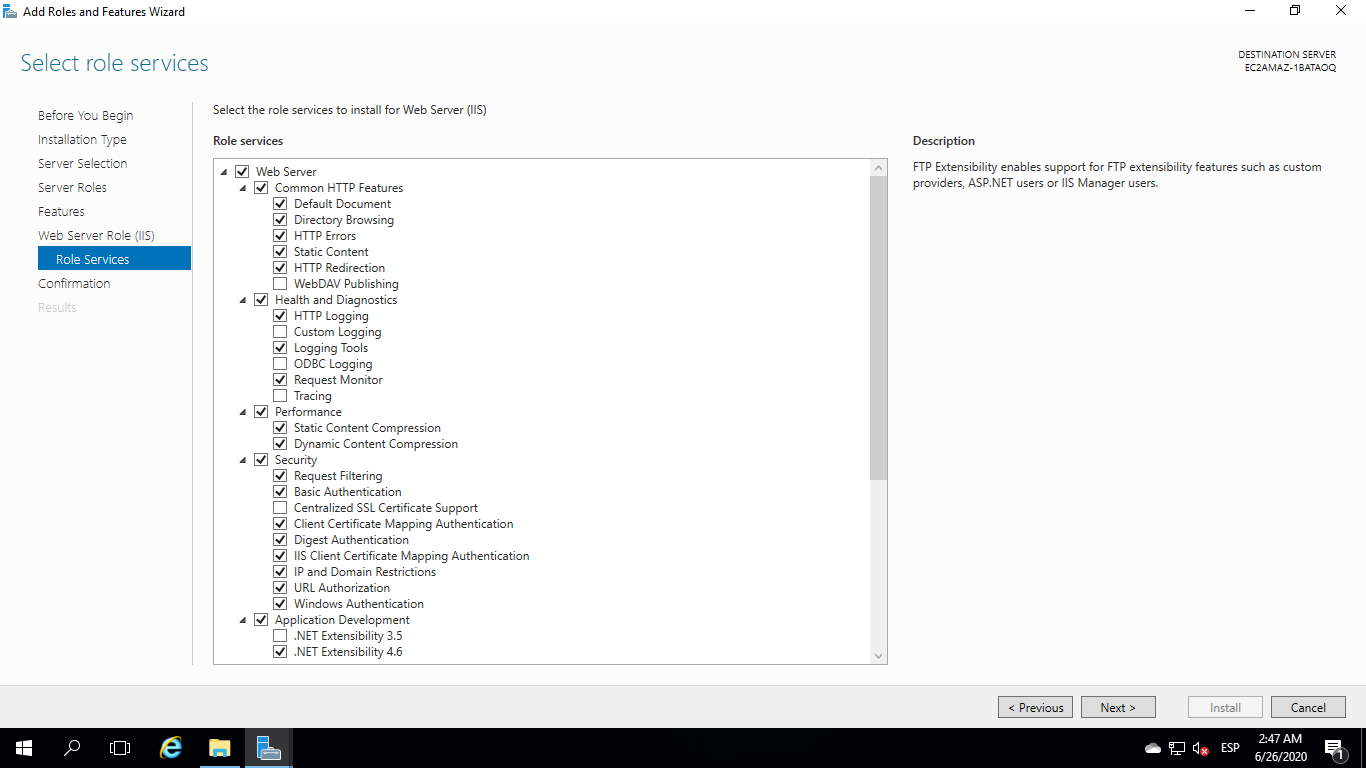 Add Roles and Features Wizard
Select role services
DESTINATION SERVER
EC2AMAZ-1BATAOQ
Before You Begin
Installation Type
Server Selection
Server Roles
Features
Web Server Role (IIS)
Role Services
Confirmation
Results
Select the role services to install for Web Server (IIS)
Role services
Web Server
Common HTTP Features
Default Document
Directory Browsing
HTTP Errors
Static Content
HTTP Redirection
WebDAV Publishing
Health and Diagnostics
HTTP Logging
Custom Logging
Logging Tools
ODBC Logging
Request Monitor
Tracing
Performance
Static Content Compression
Dynamic Content Compression
Security
Request Filtering
Basic Authentication
Centralized SSL Certificate Support
Client Certificate Mapping Authentication
Digest Authentication
IIS Client Certificate Mapping Authentication
IP and Domain Restrictions
URL Authorization
Windows Authentication
Application Development
.NET Extensibility 3.5
.NET Extensibility 4.6
Description
FTP Extensibility enables support for FTP extensibility features such as custom
providers, ASP.NET users or IIS Manager users.
< Previous
Next >
Install
Cancel
ESP
2:47 AM
6/26/2020
1